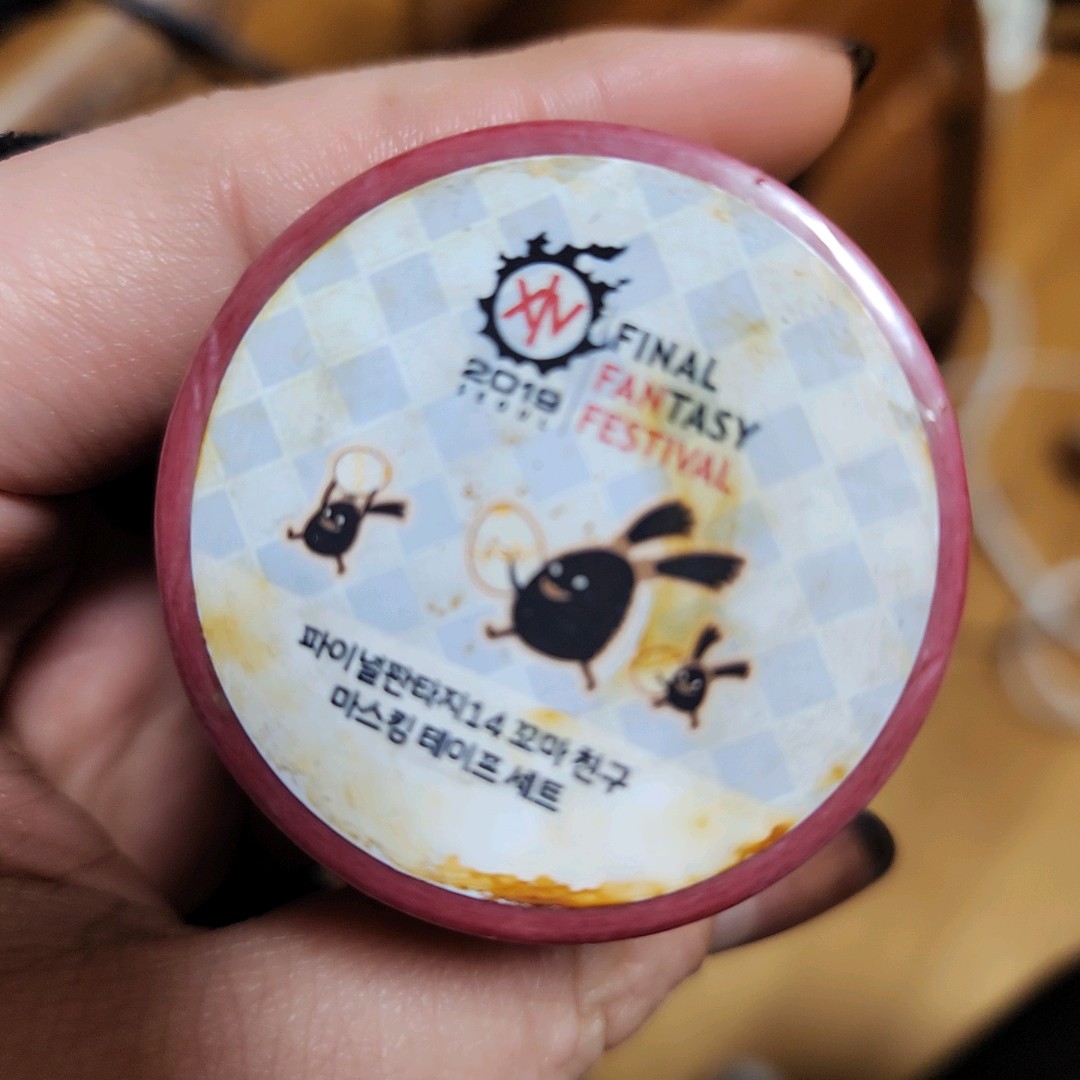 XIV
2019
SEOUL
FINAL
FANTASY
FESTIVAL
파이널판타지14 꼬마 친구
마스킹 테이프 세트